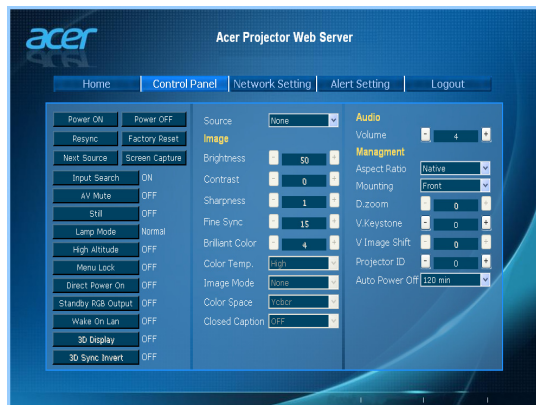 acer
Acer Projector Web Server
Home Control Panel Network Setting Alert Setting Logout
Power ON Power OFF
Resync Factory Reset
Next Source Screen Capture
Input Search ON
AV Mute OFF
Still OFF
Lamp Mode Normal
High Altitude OFF
Menu Lock OFF
Direct Power On OFF
Standby RGB Output OFF
Wake On Lan OFF
3D Display OFF
3D Sync Invert OFF
Source None
Image
Brightness - 50 +
Contrast - 0 +
Sharpness - 1 +
Fine Sync - 15 +
Brilliant Color - 4 +
Color Temp. High
Image Mode None
Color Space Ycbcr
Closed Caption OFF
Audio
Volume - 4 +
Managment
Aspect Ratio Native
Mounting Front
D.zoom - 0 +
V.Keystone - 0 +
V Image Shift - 0 +
Projector ID - 0 +
Auto Power Off 120 min